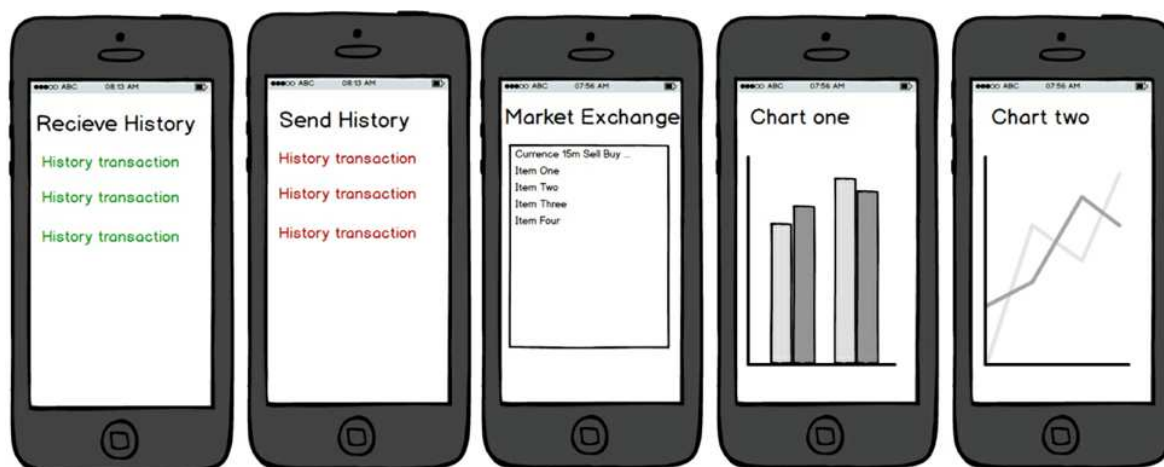 ABC 08:13 AM
Recieve History
History transaction
History transaction
History transaction
ABC 08:13 AM
Send History
History transaction
History transaction
History transaction
ABC 07:56 AM
Market Exchange
Currence 15m Sell Buy ...
Item One
Item Two
Item Three
Item Four
ABC 07:56 AM
Chart one
ABC 07:56 AM
Chart two